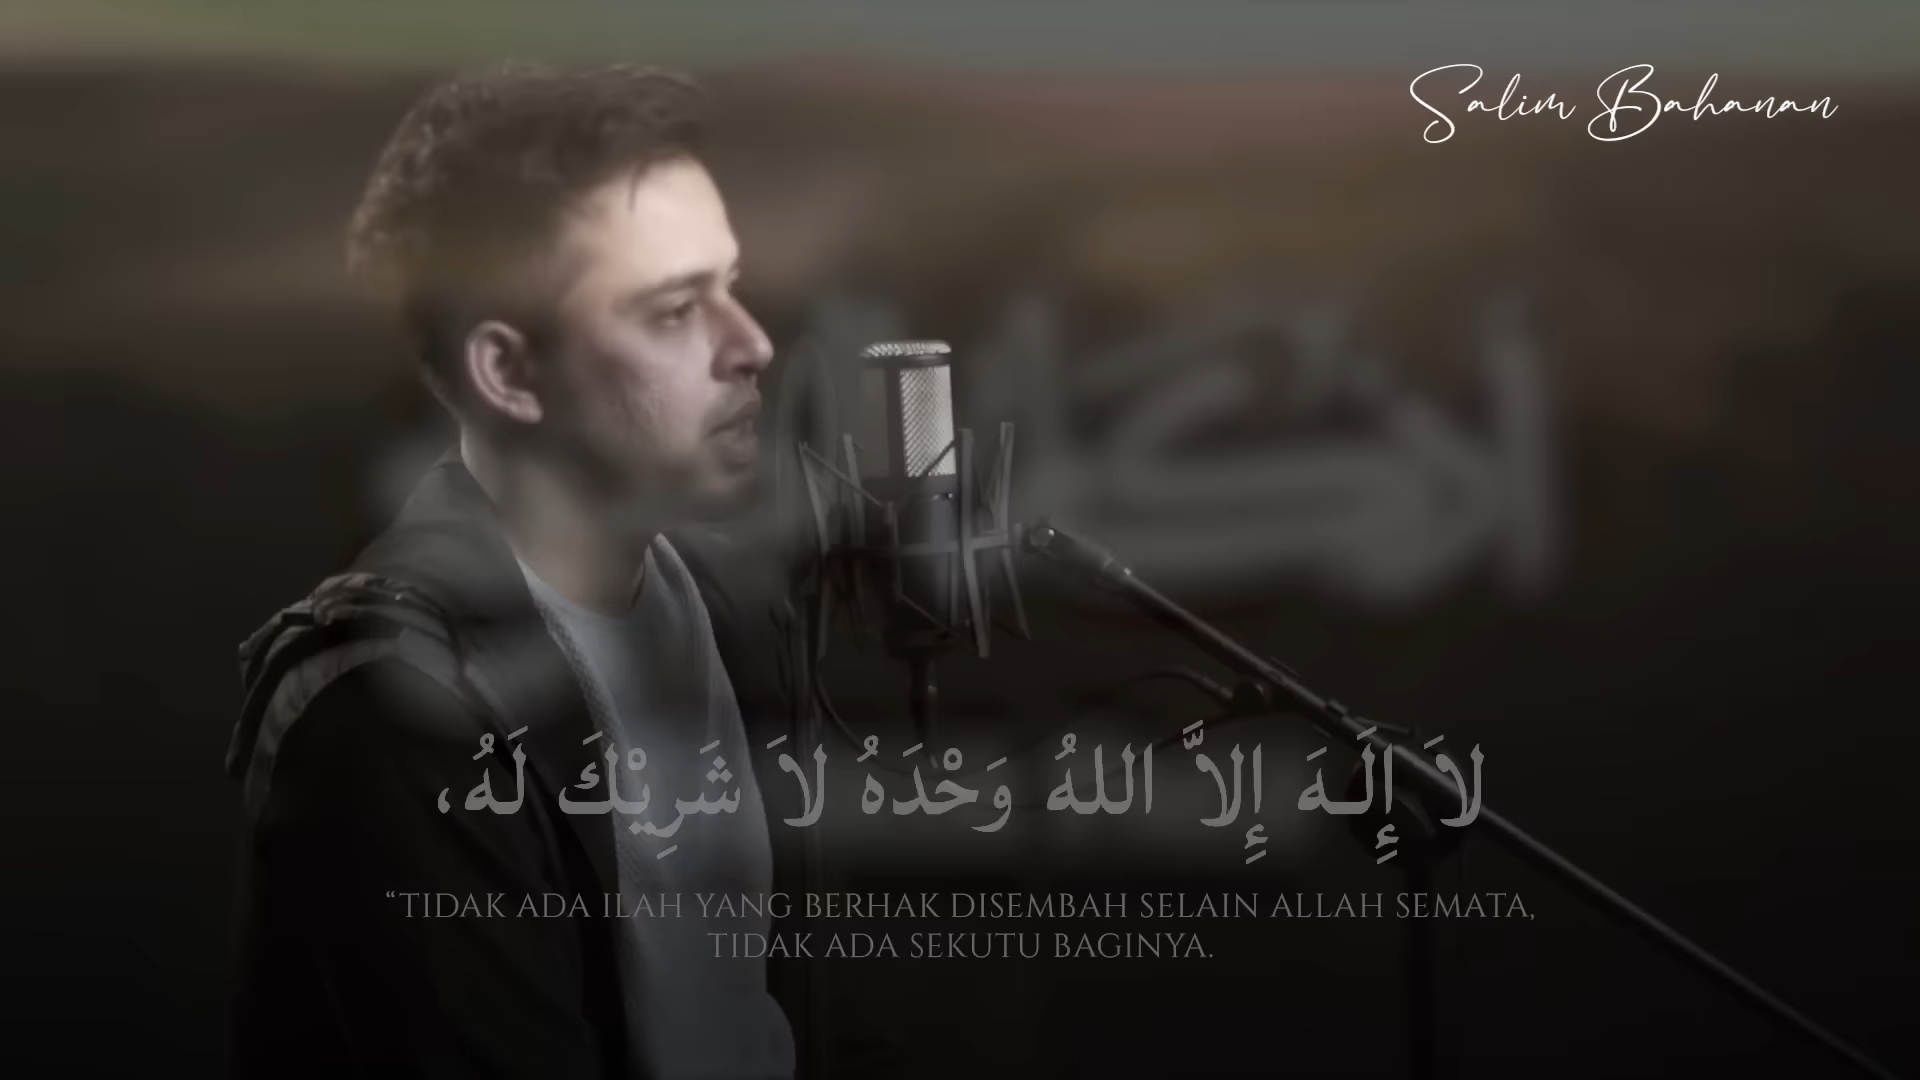 Salim Bahanan
لاَ إِلَـهَ إِلاَّ اللهُ وَحْدَهُ لاَ شَرِيْكَ لَهُ،
“TIDAK ADA ILAH YANG BERHAK DISEMBAH SELAIN ALLAH SEMATA,
TIDAK ADA SEKUTU BAGINYA.